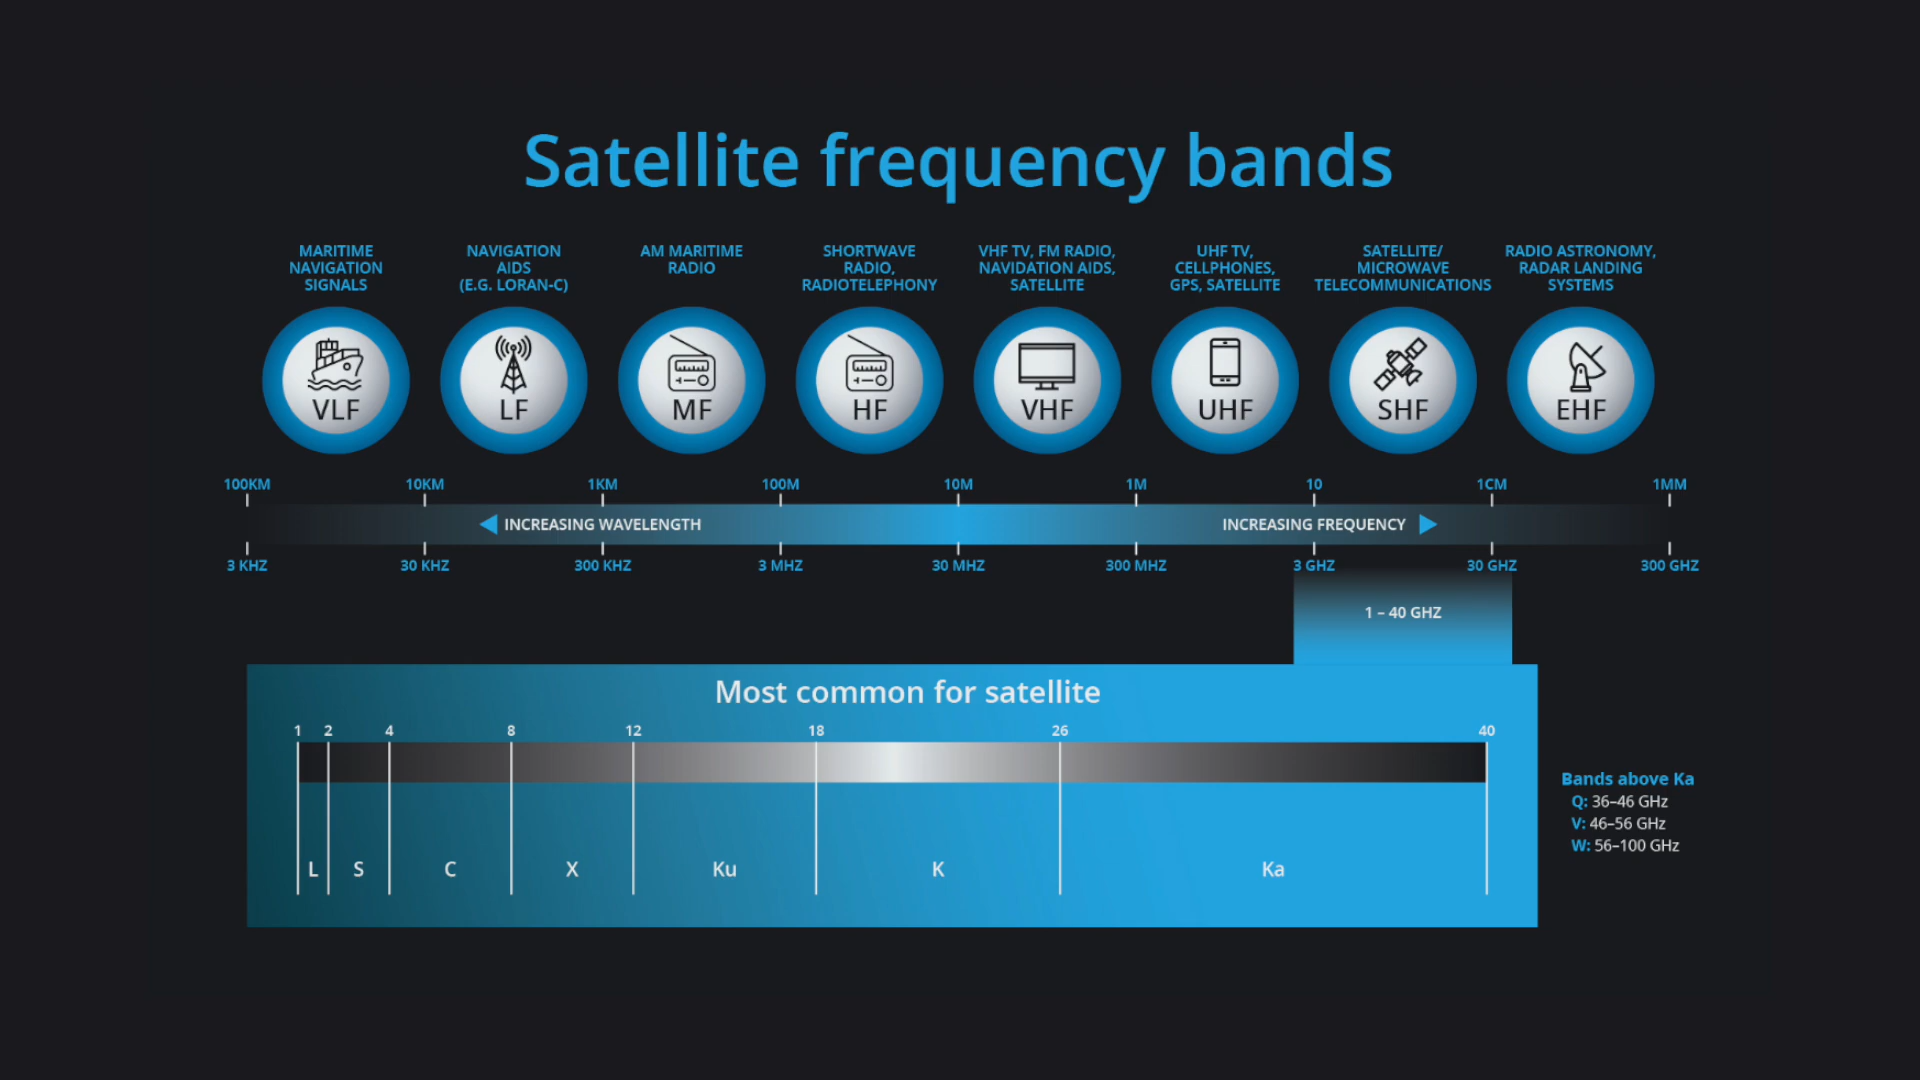 Satellite frequency bands
MARITIME
NAVIGATION
SIGNALS
NAVIGATION
AIDS
(E.G. LORAN-C)
AM MARITIME
RADIO
SHORTWAVE
RADIO,
RADIOTELEPHONY
VHF TV, FM RADIO,
NAVIDATION AIDS,
SATELLITE
UHF TV,
CELLPHONES,
GPS, SATELLITE
SATELLITE/
MICROWAVE
TELECOMMUNICATIONS
RADIO ASTRONOMY,
RADAR LANDING
SYSTEMS
VLF
LF
MF
HF
VHF
UHF
SHF
EHF
100KM 10KM 1KM 100M 10M 1M 10 1CM 1MM
INCREASING WAVELENGTH INCREASING FREQUENCY
3 KHZ 30 KHZ 300 KHZ 3 MHZ 30 MHZ 300 MHZ 3 GHZ 30 GHZ 300 GHZ
1 – 40 GHZ
Most common for satellite
1 2 4 8 12 18 26 40
L S C X Ku K Ka
Bands above Ka
Q: 36–46 GHz
V: 46–56 GHz
W: 56–100 GHz